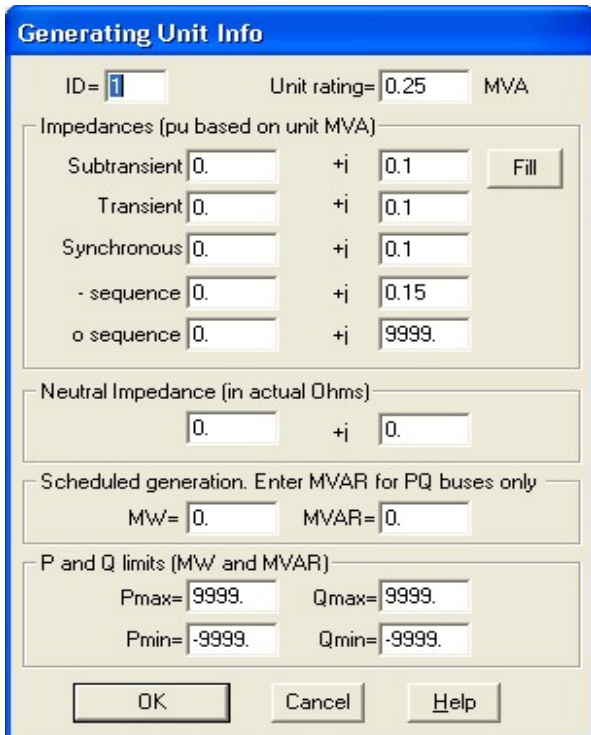 Generating Unit Info
ID= 1 Unit rating= 0.25 MVA
Impedances (pu based on unit MVA)
Subtransient 0. +j 0.1 Fill
Transient 0. +j 0.1
Synchronous 0. +j 0.1
- sequence 0. +j 0.15
o sequence 0. +j 9999.
Neutral Impedance (in actual Ohms)
0. +j 0.
Scheduled generation. Enter MVAR for PQ buses only
MW= 0. MVAR= 0.
P and Q limits (MW and MVAR)
Pmax= 9999. Qmax= 9999.
Pmin= -9999. Qmin= -9999.
OK Cancel Help